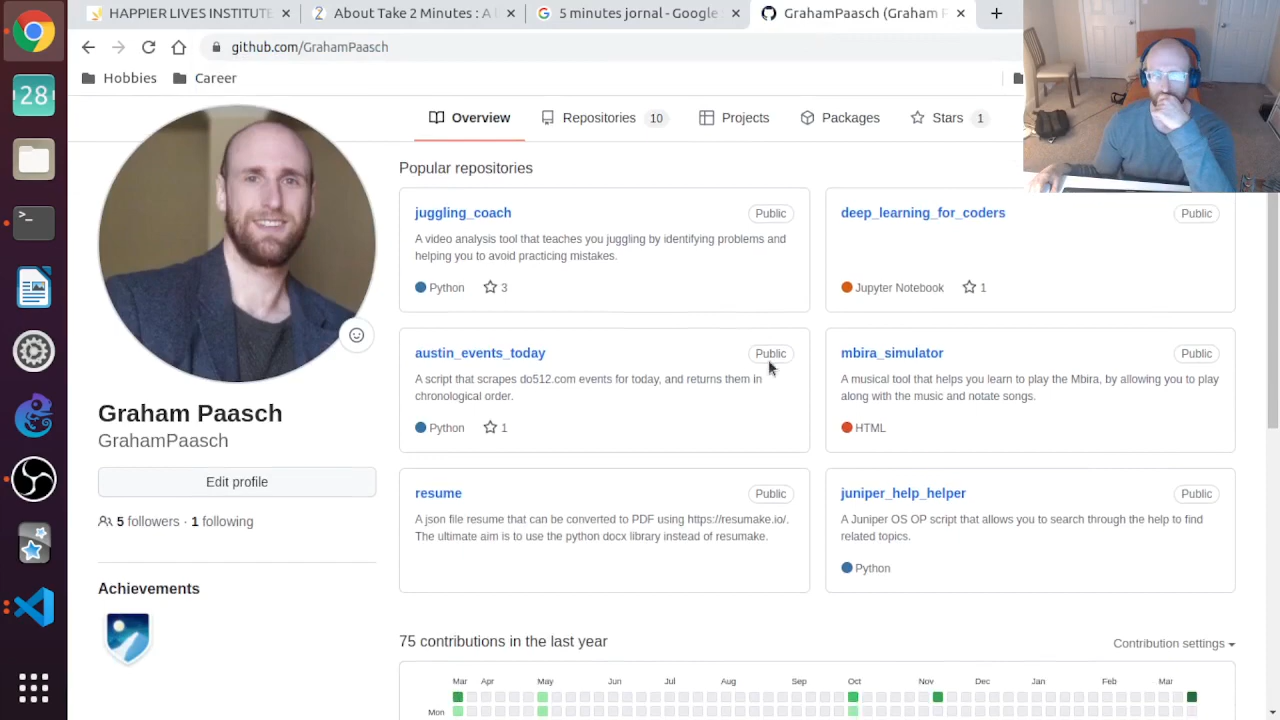 HAPPIER LIVES INSTITUTE
About Take 2 Minutes : A
5 minutes jornal - Google
GrahamPaasch (Graham
github.com/GrahamPaasch
Hobbies
Career
28
Overview
Repositories 10
Projects
Packages
Stars 1
Popular repositories
juggling_coach Public
A video analysis tool that teaches you juggling by identifying problems and
helping you to avoid practicing mistakes.
Python 3
deep_learning_for_coders Public
Jupyter Notebook 1
austin_events_today Public
A script that scrapes do512.com events for today, and returns them in
chronological order.
Python 1
mbira_simulator Public
A musical tool that helps you learn to play the Mbira, by allowing you to play
along with the music and notate songs.
HTML
Graham Paasch
GrahamPaasch
Edit profile
5 followers · 1 following
Achievements
resume Public
A json file resume that can be converted to PDF using https://resumake.io/.
The ultimate aim is to use the python docx library instead of resumake.
juniper_help_helper Public
A Juniper OS OP script that allows you to search through the help to find
related topics.
Python
75 contributions in the last year
Contribution settings
Mar Apr May Jun Jul Aug Sep Oct Nov Dec Jan Feb Mar
Mon